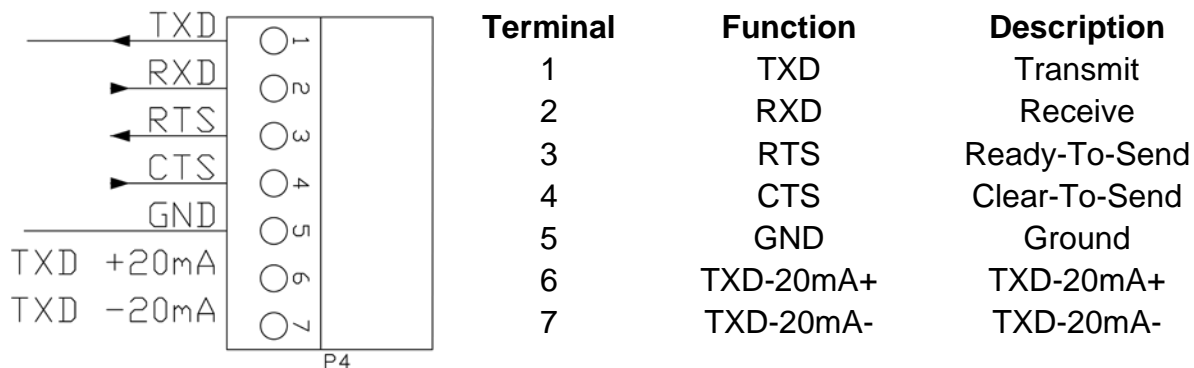 TXD
1
RXD
2
RTS
3
CTS
4
GND
5
TXD +20mA
6
TXD -20mA
7
P4
Terminal Function Description
1 TXD Transmit
2 RXD Receive
3 RTS Ready-To-Send
4 CTS Clear-To-Send
5 GND Ground
6 TXD-20mA+ TXD-20mA+
7 TXD-20mA- TXD-20mA-